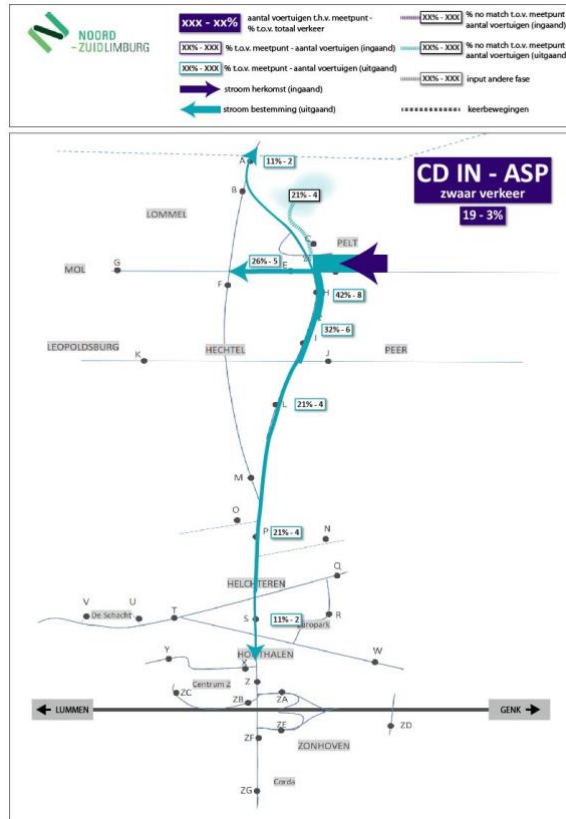 NOORD
-ZUIDLIMBURG
xxx - xx%
aantal voertuigen t.h.v. meetpunt -
% t.o.v. totaal verkeer
XX% - XXX
% t.o.v. meetpunt - aantal voertuigen (ingaand)
XX% - XXX
% t.o.v. meetpunt - aantal voertuigen (uitgaand)
stroom herkomst (ingaand)
stroom bestemming (uitgaand)
XX% - XXX
% no match t.o.v. meetpunt
aantal voertuigen (ingaand)
XX% - XXX
% no match t.o.v. meetpunt
aantal voertuigen (uitgaand)
XX% - XXX
input andere fase
keerbewegingen
CD IN - ASP
zwaar verkeer
19 - 3%
A
11% - 2
B
21% - 4
LOMMEL
C
PELT
MOL
G
26% - 5
E
F
H
42% - 8
32% - 6
I
LEOPOLDSBURG
HECHTEL
PEER
K
J
L
21% - 4
M
O
P
21% - 4
N
HELCHTEREN
Q
V
U
De Schacht
T
S
11% - 2
R
Europark
HOUTHALEN
Y
X
W
Centrum Z
Z
ZC
ZB
ZA
LUMMEN
GENK
ZF
ZE
ZD
ZONHOVEN
Corda
ZG